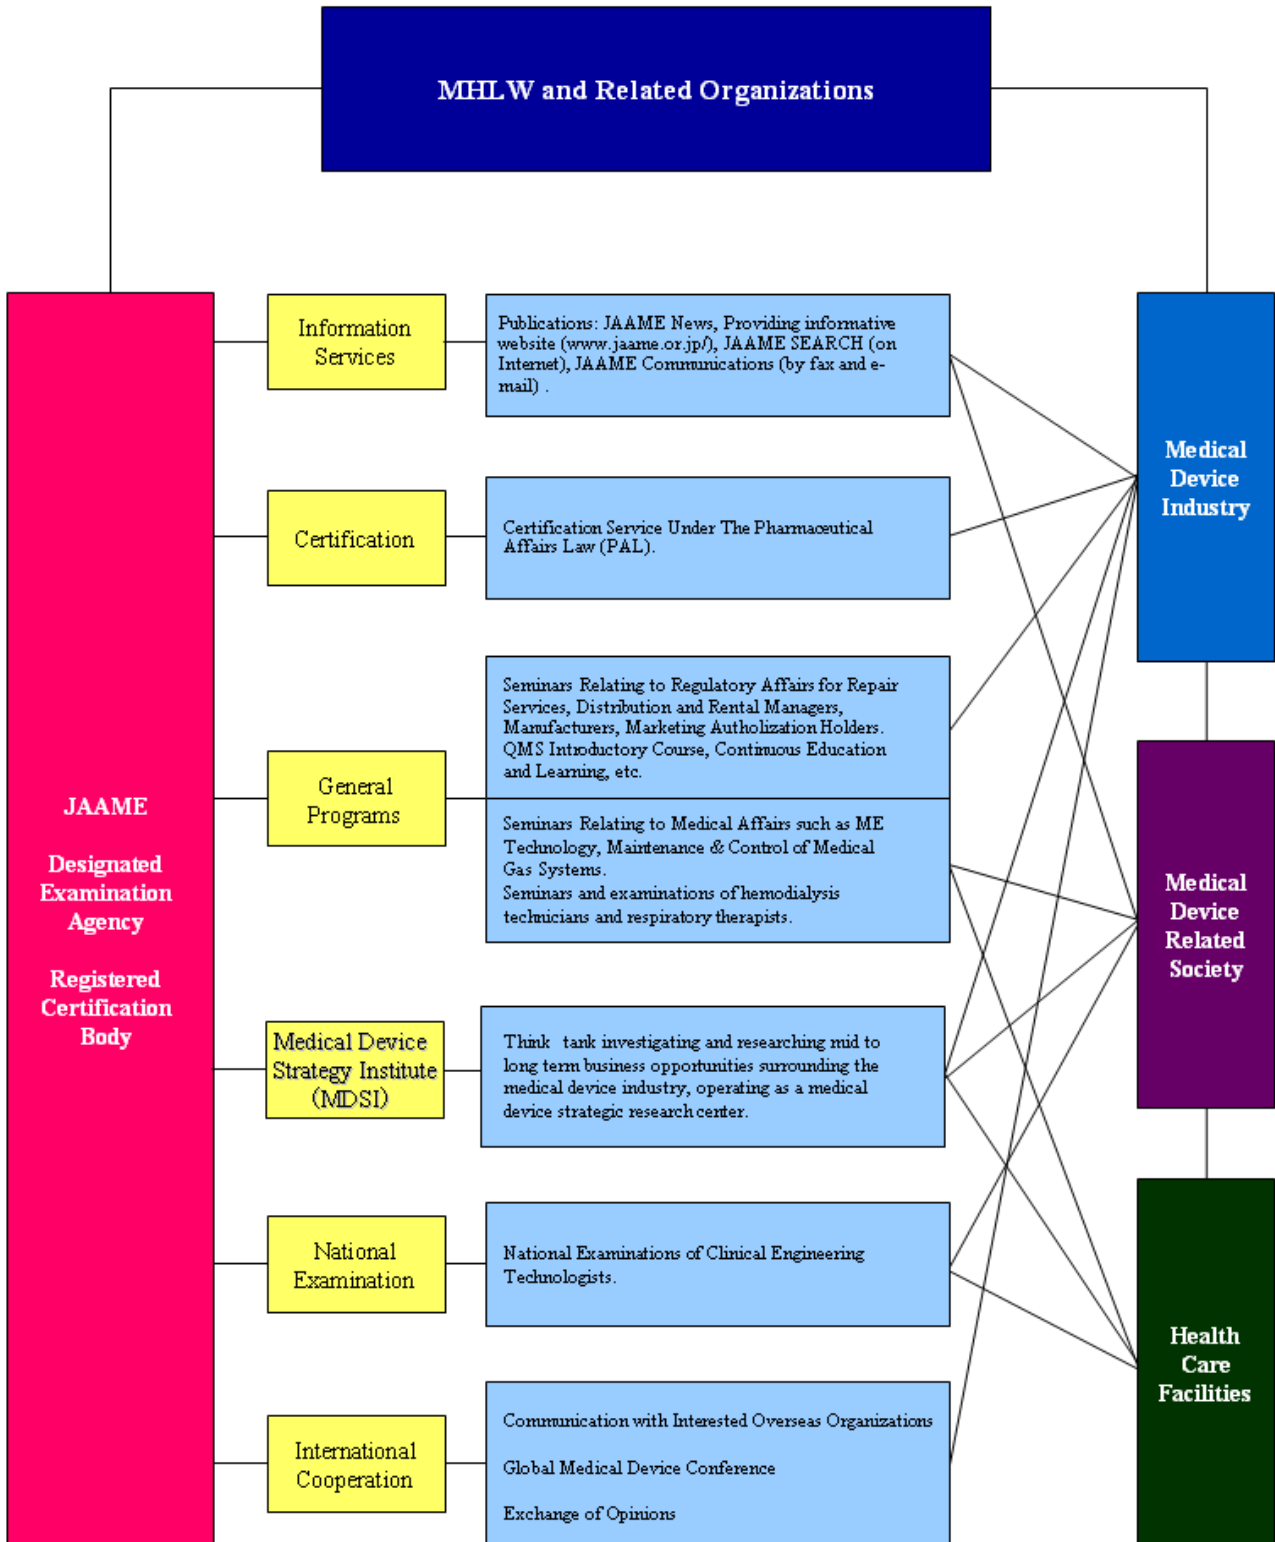 MHLW and Related Organizations
JAAME
Designated
Examination
Agency
Registered
Certification
Body
Information
Services
Publications: JAAME News, Providing informative
website (www.jaame.or.jp/), JAAME SEARCH (on
Internet), JAAME Communications (by fax and e-
mail) .
Certification
Certification Service Under The Pharmaceutical
Affairs Law (PAL).
General
Programs
Seminars Relating to Regulatory Affairs for Repair
Services, Distribution and Rental Managers,
Manufacturers, Marketing Autholization Holders.
QMS Introductory Course, Continuous Education
and Learning, etc.
Seminars Relating to Medical Affairs such as ME
Technology, Maintenance & Control of Medical
Gas Systems.
Seminars and examinations of hemodialysis
technicians and respiratory therapists.
Medical Device
Strategy Institute
(MDSI)
Think tank investigating and researching mid to
long term business opportunities surrounding the
medical device industry, operating as a medical
device strategic research center.
National
Examination
National Examinations of Clinical Engineering
Technologists.
International
Cooperation
Communication with Interested Overseas Organizations
Global Medical Device Conference
Exchange of Opinions
Medical
Device
Industry
Medical
Device
Related
Society
Health
Care
Facilities